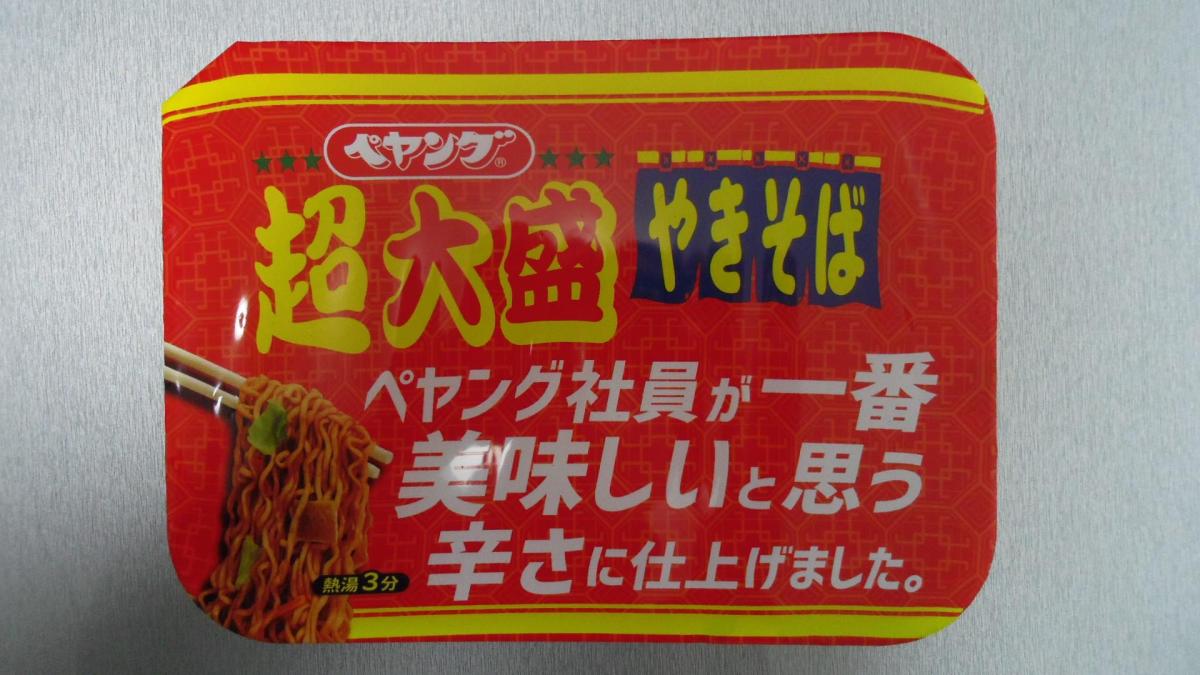 ペヤング®
超大盛
やきそば
ペヤング社員が一番
美味しいと思う
辛さに仕上げました。
熱湯3分